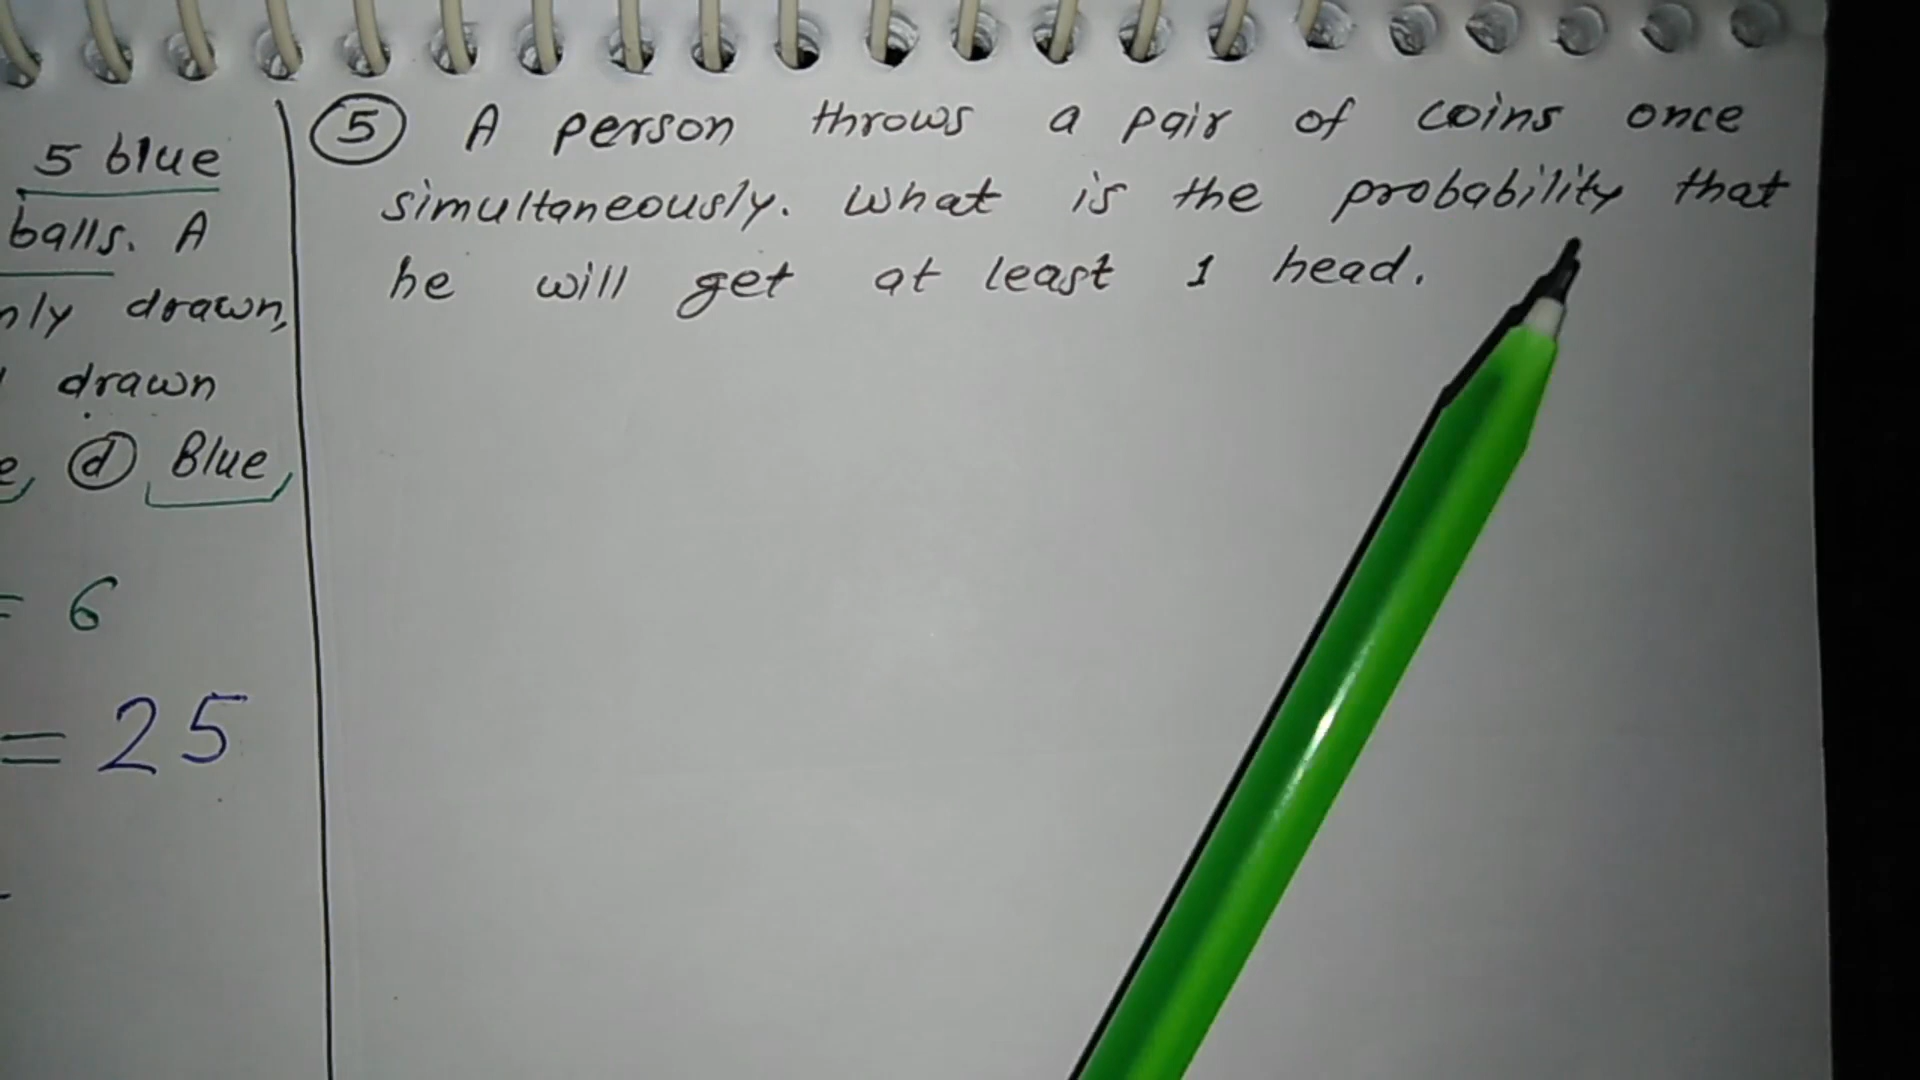 5 blue
balls. A
nly drawn,
drawn
e, d Blue,
= 6
= 25
5 A person throws a pair of coins once
simultaneously. What is the probability that
he will get at least 1 head.